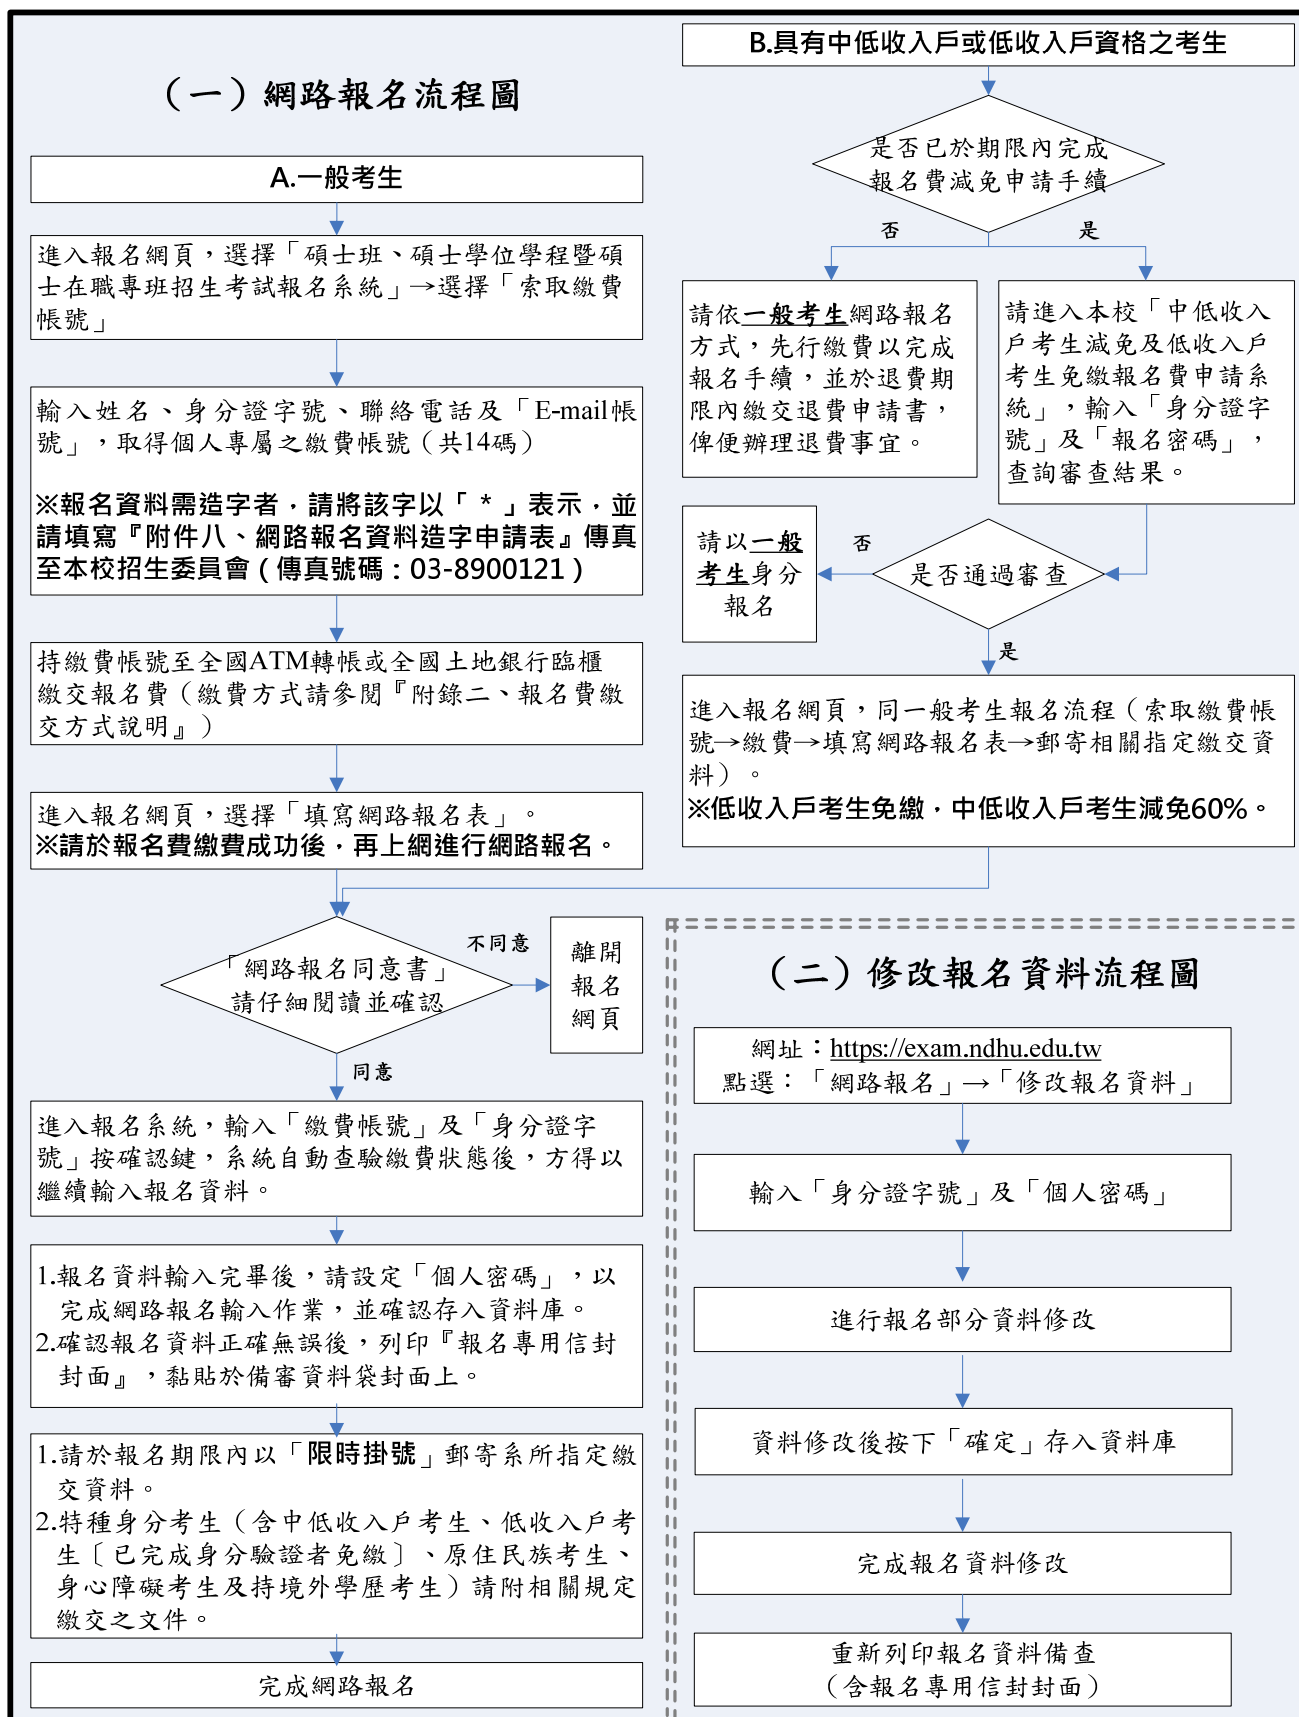 (一)網路報名流程圖
A.一般考生
進入報名網頁,選擇「碩士班、碩士學位學程暨碩
士在職專班招生考試報名系統」→選擇「索取繳費
帳號」
輸入姓名、身分證字號、聯絡電話及「E-mail帳
號」,取得個人專屬之繳費帳號(共14碼)
※報名資料需造字者,請將該字以「 * 」表示,並
請填寫『附件八、網路報名資料造字申請表』傳真
至本校招生委員會(傳真號碼:03-8900121)
持繳費帳號至全國ATM轉帳或全國土地銀行臨櫃
繳交報名費(繳費方式請參閱『附錄二、報名費繳
交方式說明』)
進入報名網頁,選擇「填寫網路報名表」。
※請於報名費繳費成功後,再上網進行網路報名。
「網路報名同意書」
請仔細閱讀並確認
不同意
離開
報名
網頁
同意
進入報名系統,輸入「繳費帳號」及「身分證字
號」按確認鍵,系統自動查驗繳費狀態後,方得以
繼續輸入報名資料。
1.報名資料輸入完畢後,請設定「個人密碼」,以
完成網路報名輸入作業,並確認存入資料庫。
2.確認報名資料正確無誤後,列印『報名專用信封
封面』,黏貼於備審資料袋封面上。
1.請於報名期限內以「限時掛號」郵寄系所指定繳
交資料。
2.特種身分考生(含中低收入戶考生、低收入戶考
生〔已完成身分驗證者免繳〕、原住民族考生、
身心障礙考生及持境外學歷考生)請附相關規定
繳交之文件。
完成網路報名
B.具有中低收入戶或低收入戶資格之考生
是否已於期限內完成
報名費減免申請手續
否
是
請依一般考生網路報名
方式,先行繳費以完成
報名手續,並於退費期
限內繳交退費申請書,
俾便辦理退費事宜。
請進入本校「中低收入
戶考生減免及低收入戶
考生免繳報名費申請系
統」,輸入「身分證字
號」及「報名密碼」,
查詢審查結果。
請以一般
考生身分
報名
否
是否通過審查
是
進入報名網頁,同一般考生報名流程(索取繳費帳
號→繳費→填寫網路報名表→郵寄相關指定繳交資
料)。
※低收入戶考生免繳,中低收入戶考生減免60%。
(二)修改報名資料流程圖
網址:https://exam.ndhu.edu.tw
點選:「網路報名」→「修改報名資料」
輸入「身分證字號」及「個人密碼」
進行報名部分資料修改
資料修改後按下「確定」存入資料庫
完成報名資料修改
重新列印報名資料備查
(含報名專用信封封面)